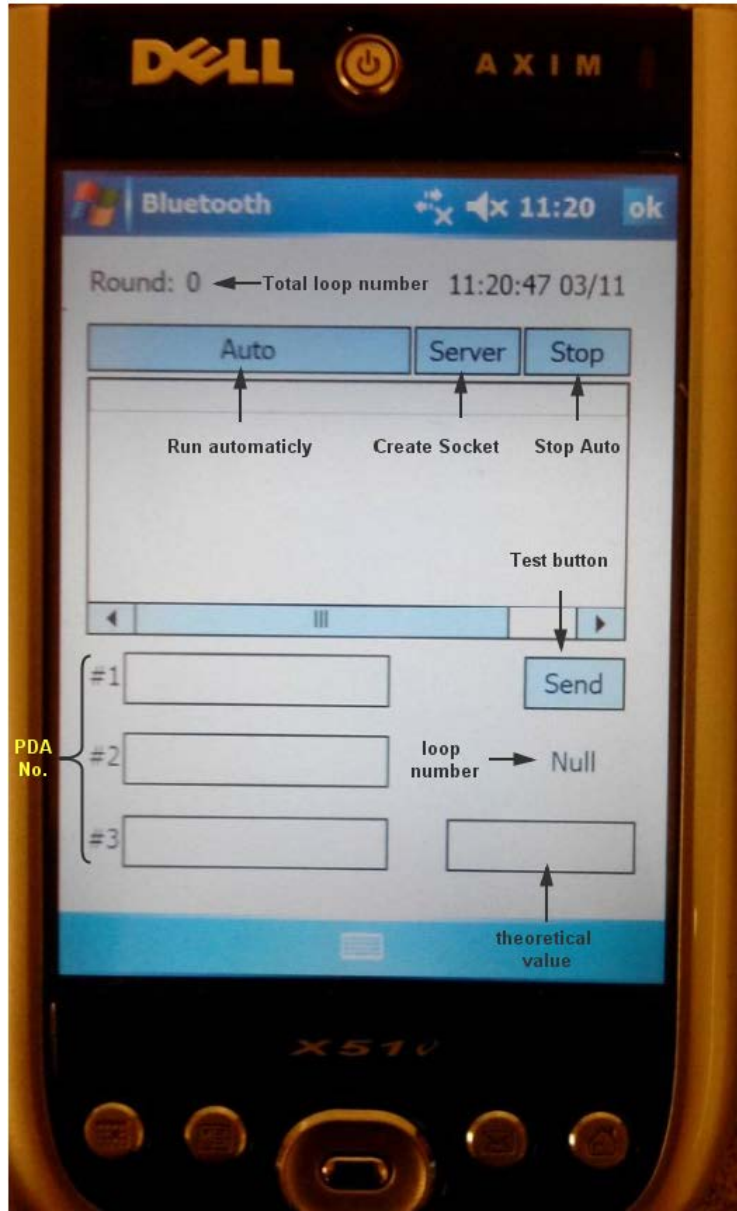 DELL AXIM
Bluetooth 11:20 ok
Round: 0 Total loop number 11:20:47 03/11
Auto Server Stop
Run automaticly Create Socket Stop Auto
Test button
#1 Send
PDA
No.
#2 loop
number Null
#3
theoretical
value
X51v